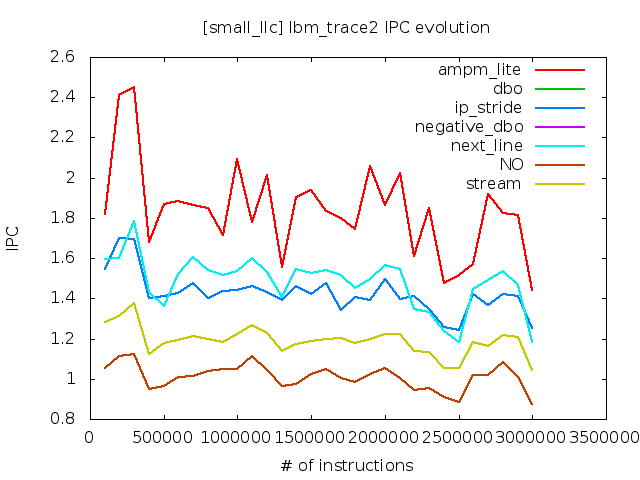 [small_llc] lbm_trace2 IPC evolution
2.6
2.4
2.2
2
1.8
1.6
1.4
1.2
1
0.8
IPC
ampm_lite
dbo
ip_stride
negative_dbo
next_line
NO
stream
0 500000 1000000 1500000 2000000 2500000 3000000 3500000
# of instructions